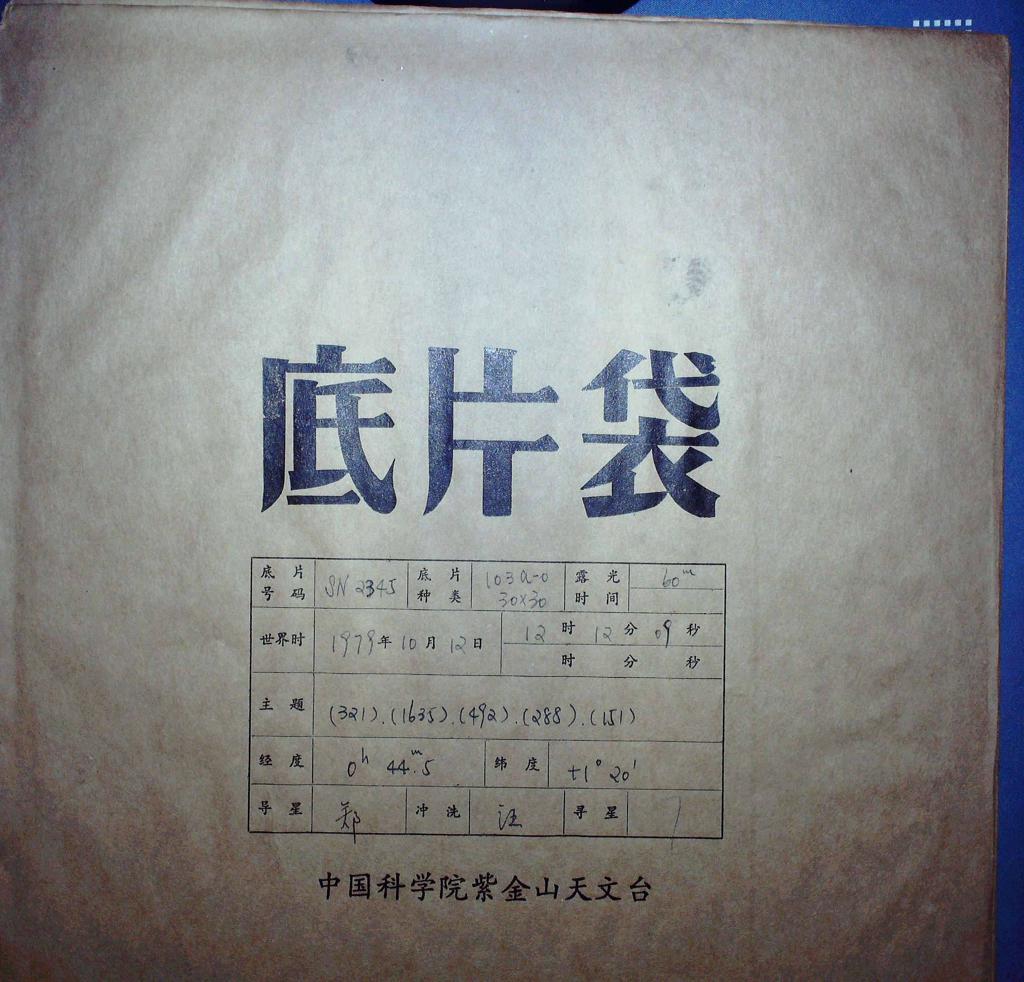 底片袋
底片号码 SN 2345 底片种类 103a-O 30×30 露光时间 60ᵐ
世界时 1979年10月12日 12时12分09秒
时 分 秒
主题 (321).(1635).(492).(288).(151)
经度 0ʰ 44ᵐ.5 纬度 +1° 20′
导星 郑 冲洗 汪 寻星 /
中国科学院紫金山天文台